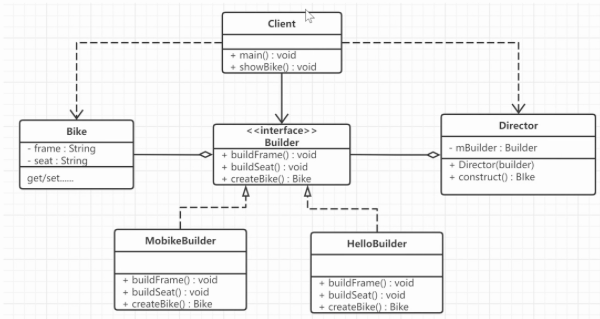 Client
+ main() : void
+ showBike() : void
Bike
- frame : String
- seat : String
get/set......
<<interface>>
Builder
+ buildFrame() : void
+ buildSeat() : void
+ createBike() : Bike
Director
- mBuilder : Builder
+ Director(builder)
+ construct() : BIke
MobikeBuilder
+ buildFrame() : void
+ buildSeat() : void
+ createBike() : Bike
HelloBuilder
+ buildFrame() : void
+ buildSeat() : void
+ createBike() : Bike